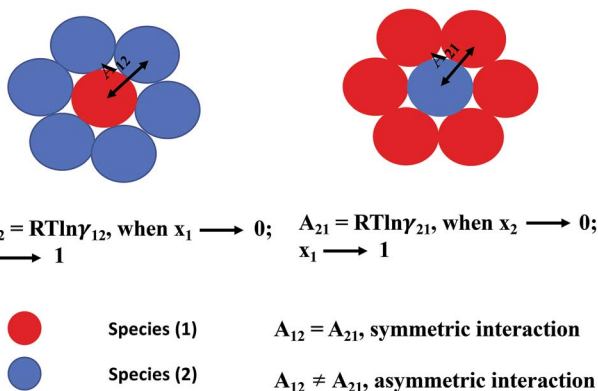 A₁₂
A₂₁
₂ = RTlnγ₁₂, when x₁ ⟶ 0;
⟶ 1
A₂₁ = RTlnγ₂₁, when x₂ ⟶ 0;
x₁ ⟶ 1
Species (1)
A₁₂ = A₂₁, symmetric interaction
Species (2)
A₁₂ ≠ A₂₁, asymmetric interaction